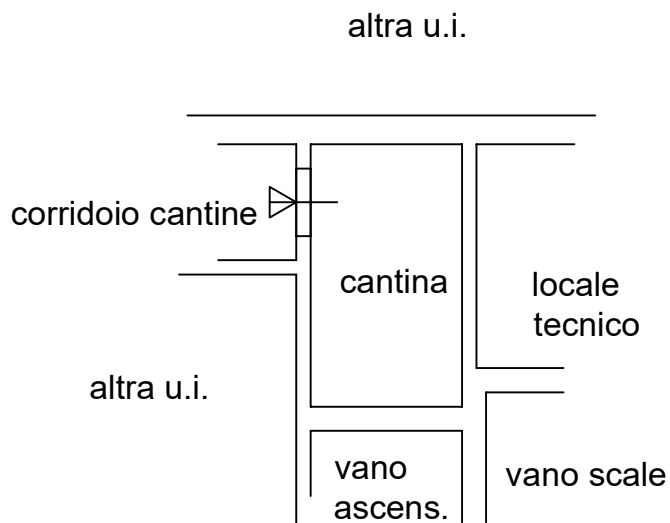 altra u.i.
corridoio cantine
cantina
locale
tecnico
altra u.i.
vano
ascens.
vano scale